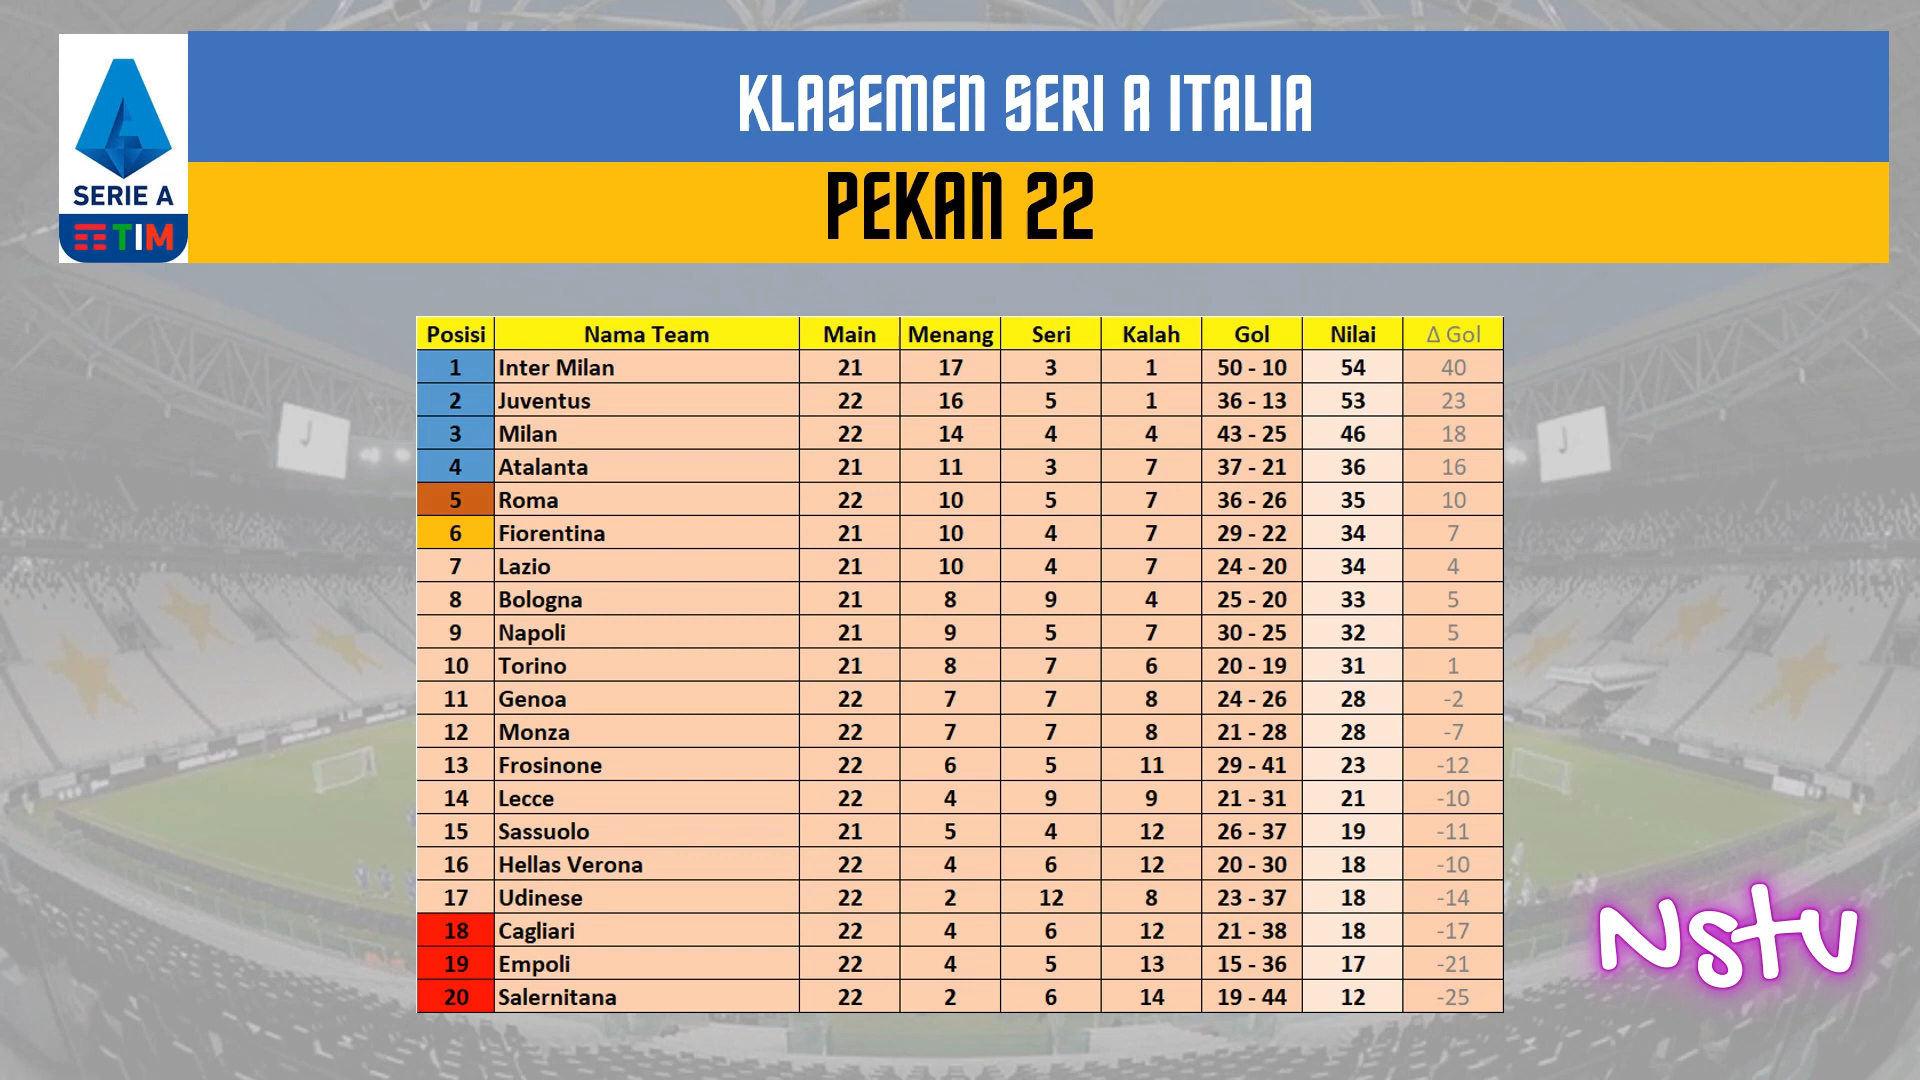 KLASEMEN SERI A ITALIA
PEKAN 22
SERIE A
TIM
Posisi Nama Team Main Menang Seri Kalah Gol Nilai Δ Gol
1 Inter Milan 21 17 3 1 50 - 10 54 40
2 Juventus 22 16 5 1 36 - 13 53 23
3 Milan 22 14 4 4 43 - 25 46 18
4 Atalanta 21 11 3 7 37 - 21 36 16
5 Roma 22 10 5 7 36 - 26 35 10
6 Fiorentina 21 10 4 7 29 - 22 34 7
7 Lazio 21 10 4 7 24 - 20 34 4
8 Bologna 21 8 9 4 25 - 20 33 5
9 Napoli 21 9 5 7 30 - 25 32 5
10 Torino 21 8 7 6 20 - 19 31 1
11 Genoa 22 7 7 8 24 - 26 28 -2
12 Monza 22 7 7 8 21 - 28 28 -7
13 Frosinone 22 6 5 11 29 - 41 23 -12
14 Lecce 22 4 9 9 21 - 31 21 -10
15 Sassuolo 21 5 4 12 26 - 37 19 -11
16 Hellas Verona 22 4 6 12 20 - 30 18 -10
17 Udinese 22 2 12 8 23 - 37 18 -14
18 Cagliari 22 4 6 12 21 - 38 18 -17
19 Empoli 22 4 5 13 15 - 36 17 -21
20 Salernitana 22 2 6 14 19 - 44 12 -25
Nstv